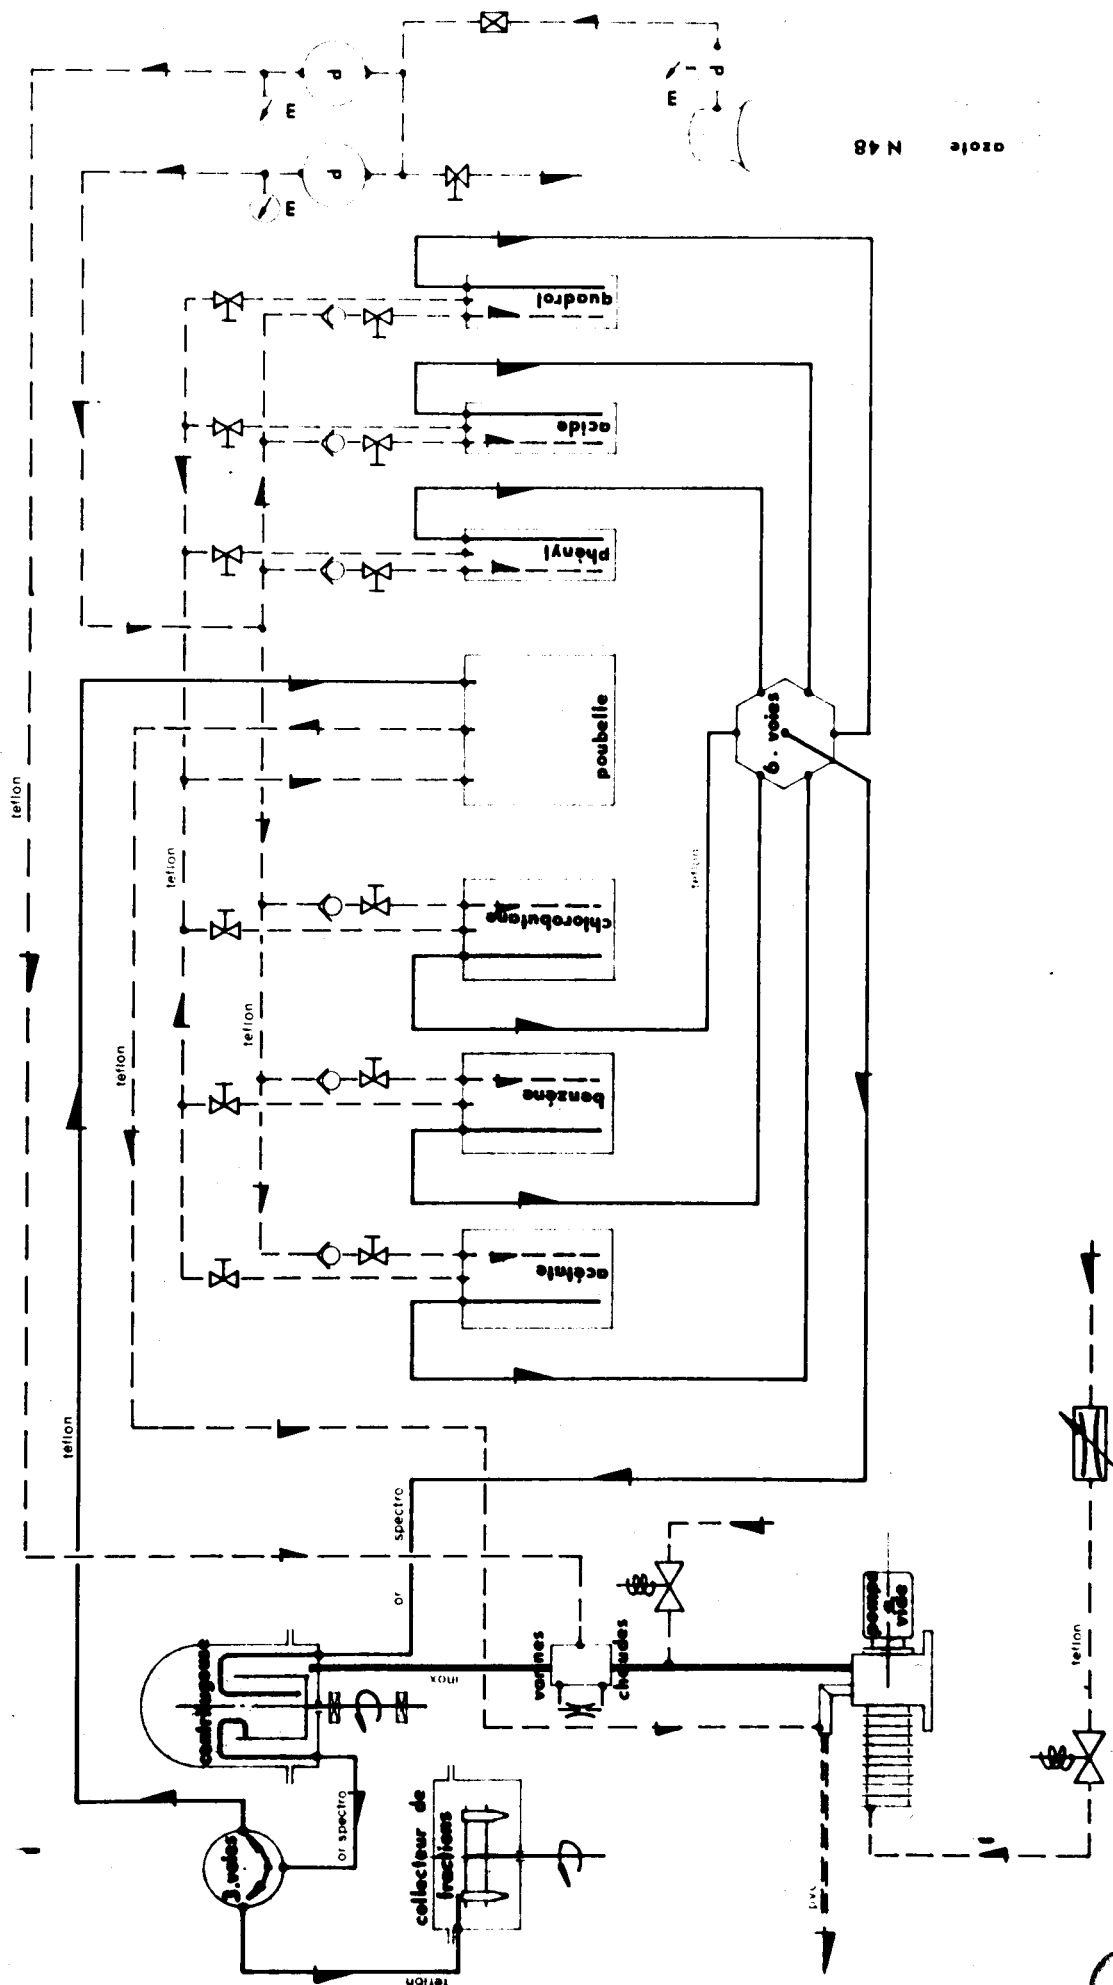 azote N 48
P
m
P
m
P
m
quadrol
acide
phényl
poubelle
chlorobutane
benzène
acétate
6. voies
teflon
teflon
teflon
teflon
teflon
teflon
or spectro
centrifugeuse
inox
vannes
chaudes
pompe
à
vide
teflon
3. voies
or spectro
collecteur de
fractions
teflon
pvc